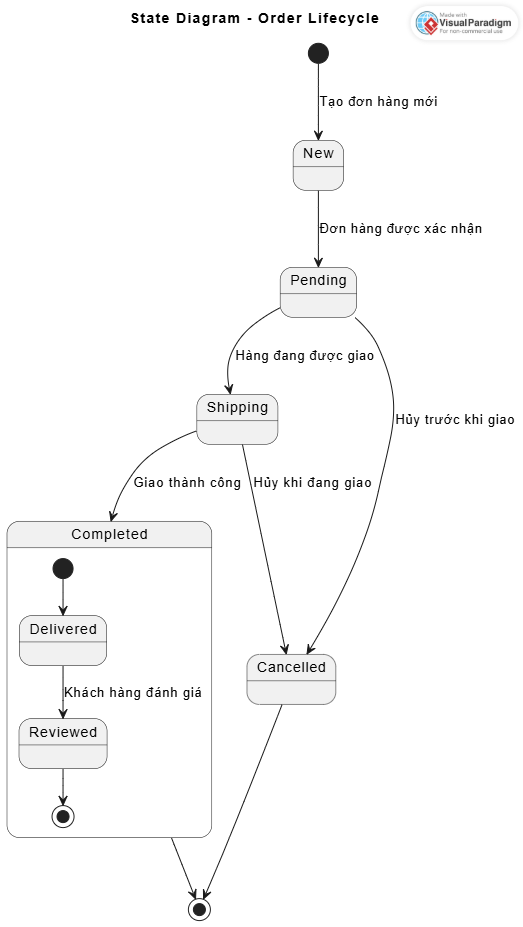 State Diagram - Order Lifecycle
Made with
Visual Paradigm
For non-commercial use
Tạo đơn hàng mới
New
Đơn hàng được xác nhận
Pending
Hàng đang được giao
Shipping
Hủy trước khi giao
Giao thành công
Hủy khi đang giao
Completed
Delivered
Khách hàng đánh giá
Reviewed
Cancelled